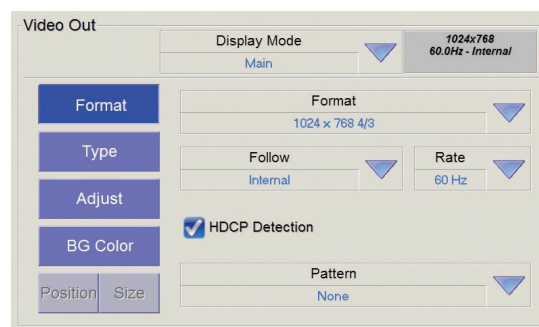 Video Out
Display Mode
Main
1024x768
60.0Hz - Internal
Format
Type
Adjust
BG Color
Position Size
Format
1024 × 768 4/3
Follow
Internal
Rate
60 Hz
HDCP Detection
Pattern
None